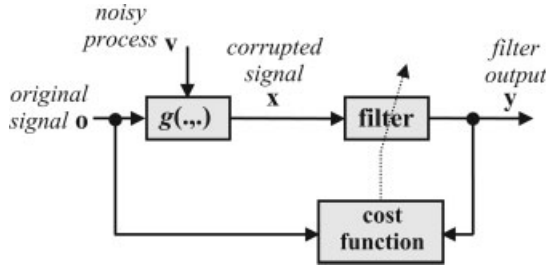 noisy
process v
corrupted
signal
x
filter
output
y
original
signal o
g(.,.)
filter
cost
function